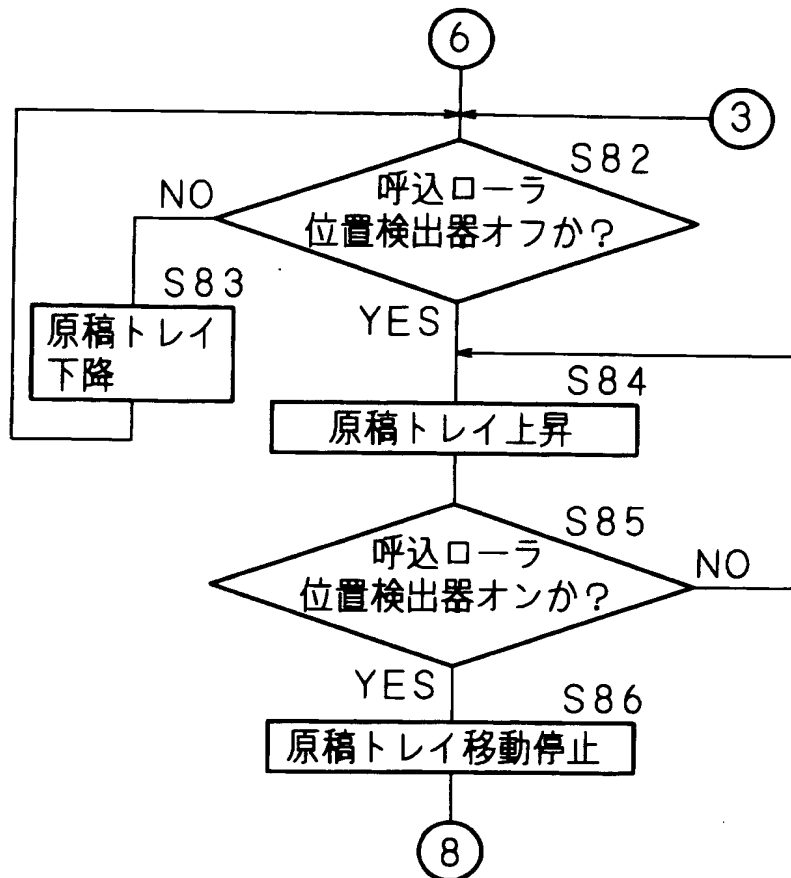 6
3
S82
呼込ローラ
位置検出器オフか?
NO
S83
原稿トレイ
下降
YES
S84
原稿トレイ上昇
S85
呼込ローラ
位置検出器オンか?
NO
YES
S86
原稿トレイ移動停止
8